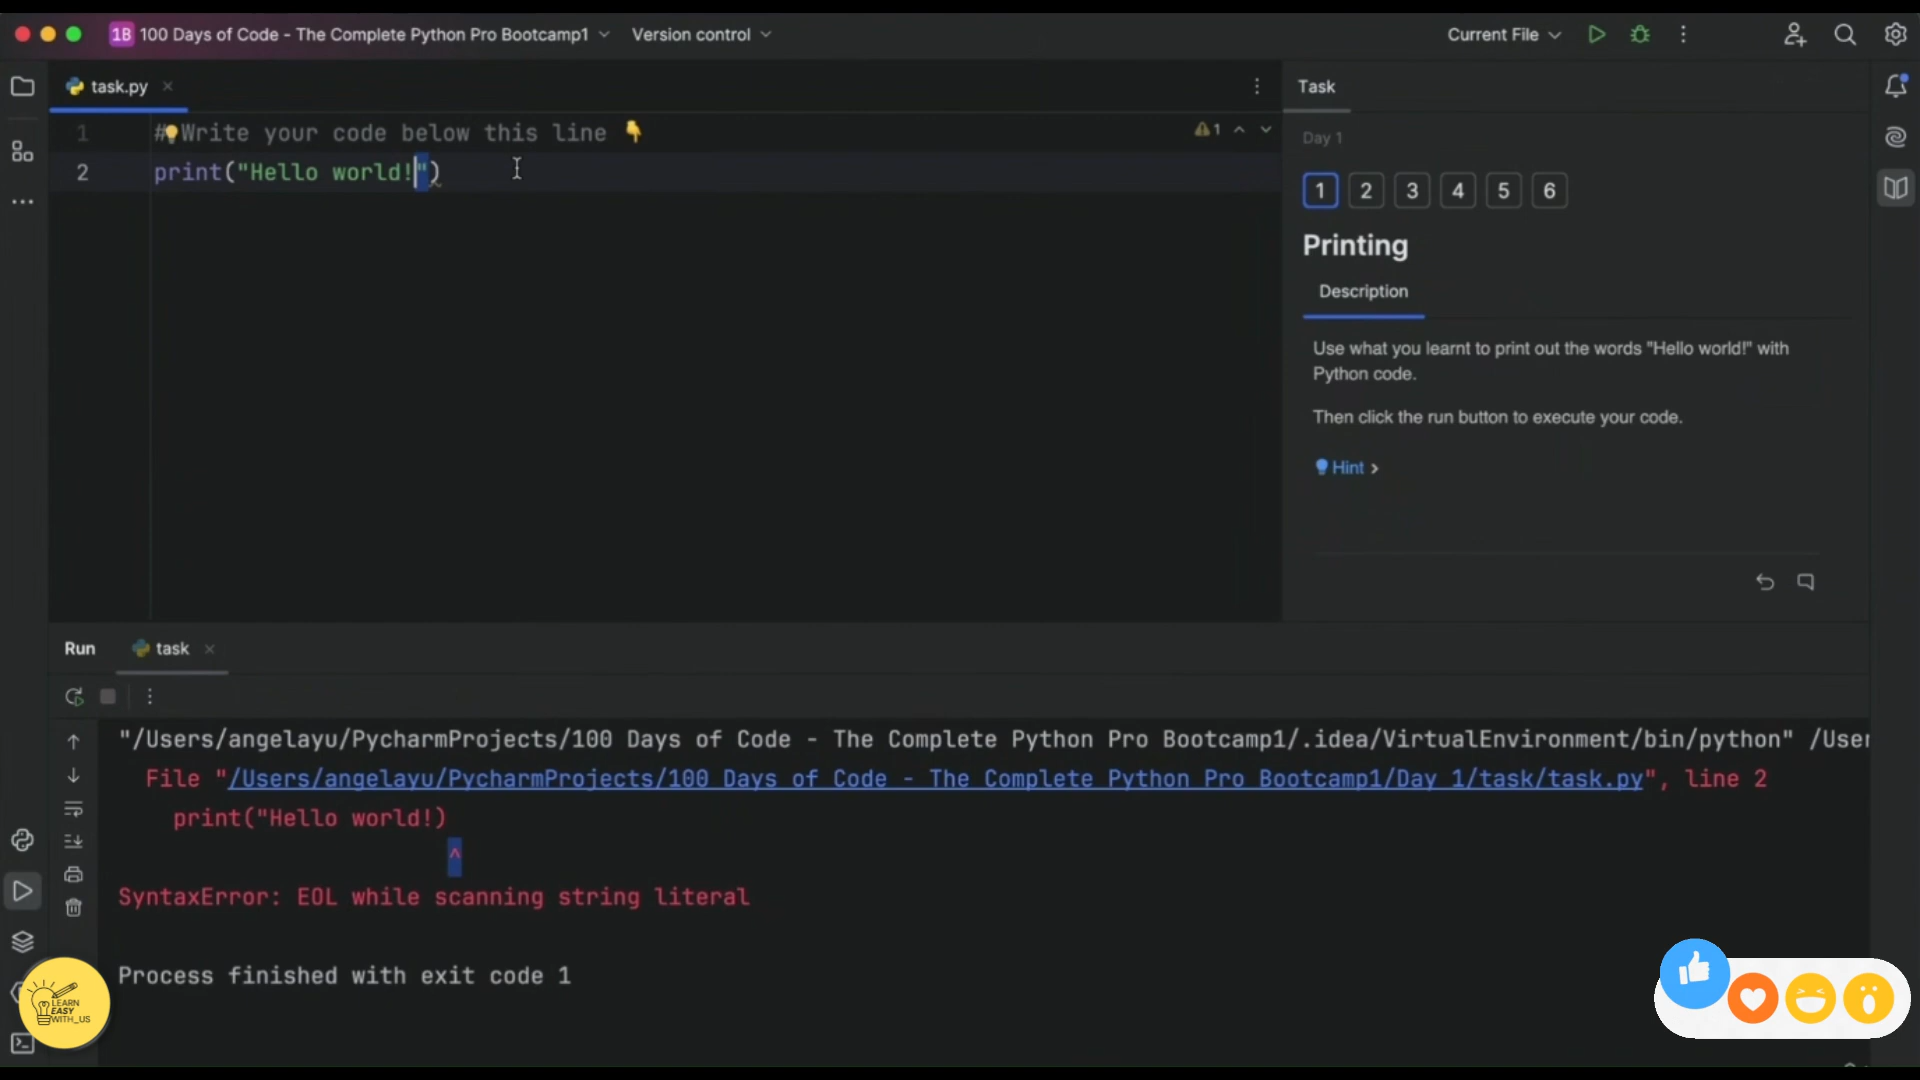 1B 100 Days of Code - The Complete Python Pro Bootcamp1 Version control Current File
task.py
Task
1 #Write your code below this line 👇
1
2 print("Hello world!")
Day 1
1 2 3 4 5 6
Printing
Description
Use what you learnt to print out the words "Hello world!" with
Python code.
Then click the run button to execute your code.
Hint >
Run task
"/Users/angelayu/PycharmProjects/100 Days of Code - The Complete Python Pro Bootcamp1/.idea/VirtualEnvironment/bin/python" /User
File "/Users/angelayu/PycharmProjects/100 Days of Code - The Complete Python Pro Bootcamp1/Day 1/task/task.py", line 2
print("Hello world!)
^
SyntaxError: EOL while scanning string literal
Process finished with exit code 1
LEARN
EASY
WITH_US